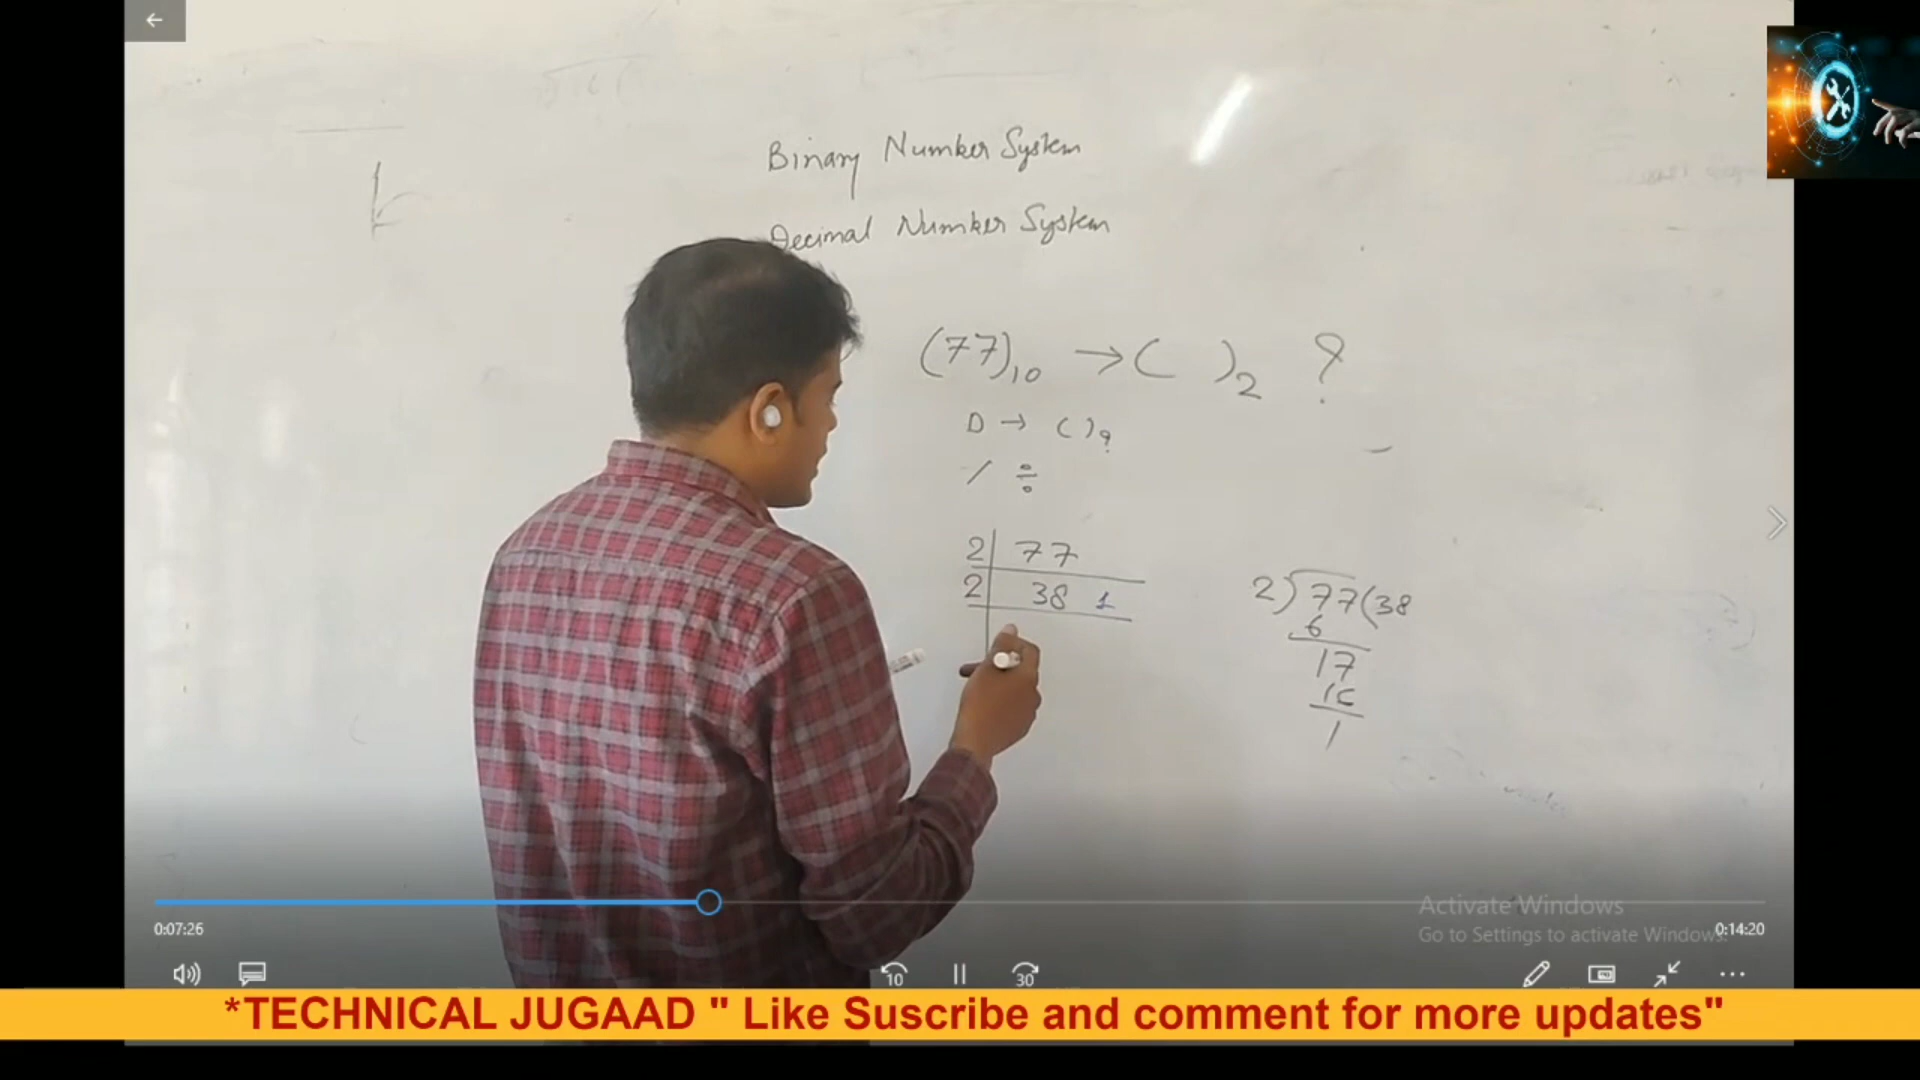 Binary Number System
Decimal Number System
(77)10 → ( )2 ?
D → ( )?
/ ÷
2 | 77
2 | 38 1
2)77(38
6
17
16
1
Activate Windows
Go to Settings to activate Windows.
0:07:26
0:14:20
10
30
*TECHNICAL JUGAAD " Like Suscribe and comment for more updates"